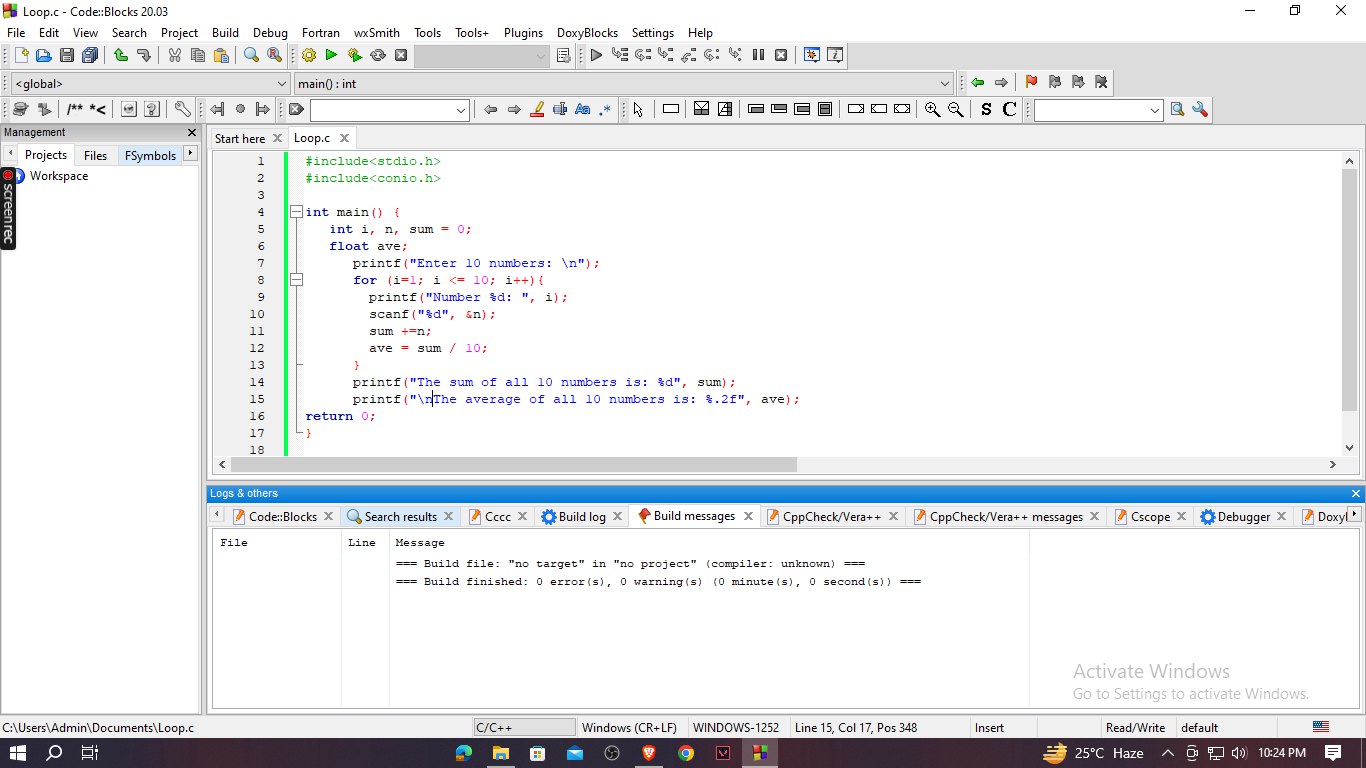 Loop.c - Code::Blocks 20.03
File Edit View Search Project Build Debug Fortran wxSmith Tools Tools+ Plugins DoxyBlocks Settings Help
<global> main() : int
/** *< Aa .* S C
Management
Projects Files FSymbols
Workspace
screenrec
Start here Loop.c
1 #include<stdio.h>
2 #include<conio.h>
3
4 int main() {
5 int i, n, sum = 0;
6 float ave;
7 printf("Enter 10 numbers: \n");
8 for (i=1; i <= 10; i++){
9 printf("Number %d: ", i);
10 scanf("%d", &n);
11 sum +=n;
12 ave = sum / 10;
13 }
14 printf("The sum of all 10 numbers is: %d", sum);
15 printf("\nThe average of all 10 numbers is: %.2f", ave);
16 return 0;
17 }
18
Logs & others
Code::Blocks Search results Cccc Build log Build messages CppCheck/Vera++ CppCheck/Vera++ messages Cscope Debugger Doxyl
File Line Message
=== Build file: "no target" in "no project" (compiler: unknown) ===
=== Build finished: 0 error(s), 0 warning(s) (0 minute(s), 0 second(s)) ===
Activate Windows
Go to Settings to activate Windows.
C:\Users\Admin\Documents\Loop.c C/C++ Windows (CR+LF) WINDOWS-1252 Line 15, Col 17, Pos 348 Insert Read/Write default
25°C Haze 10:24 PM